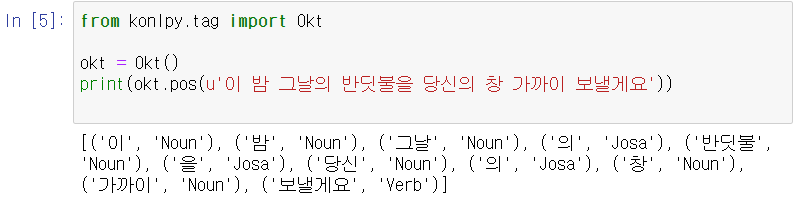 In [5]: from konlpy.tag import Okt
okt = Okt()
print(okt.pos(u'이 밤 그날의 반딧불을 당신의 창 가까이 보낼게요'))
[('이', 'Noun'), ('밤', 'Noun'), ('그날', 'Noun'), ('의', 'Josa'), ('반딧불',
'Noun'), ('을', 'Josa'), ('당신', 'Noun'), ('의', 'Josa'), ('창', 'Noun'),
('가까이', 'Noun'), ('보낼게요', 'Verb')]